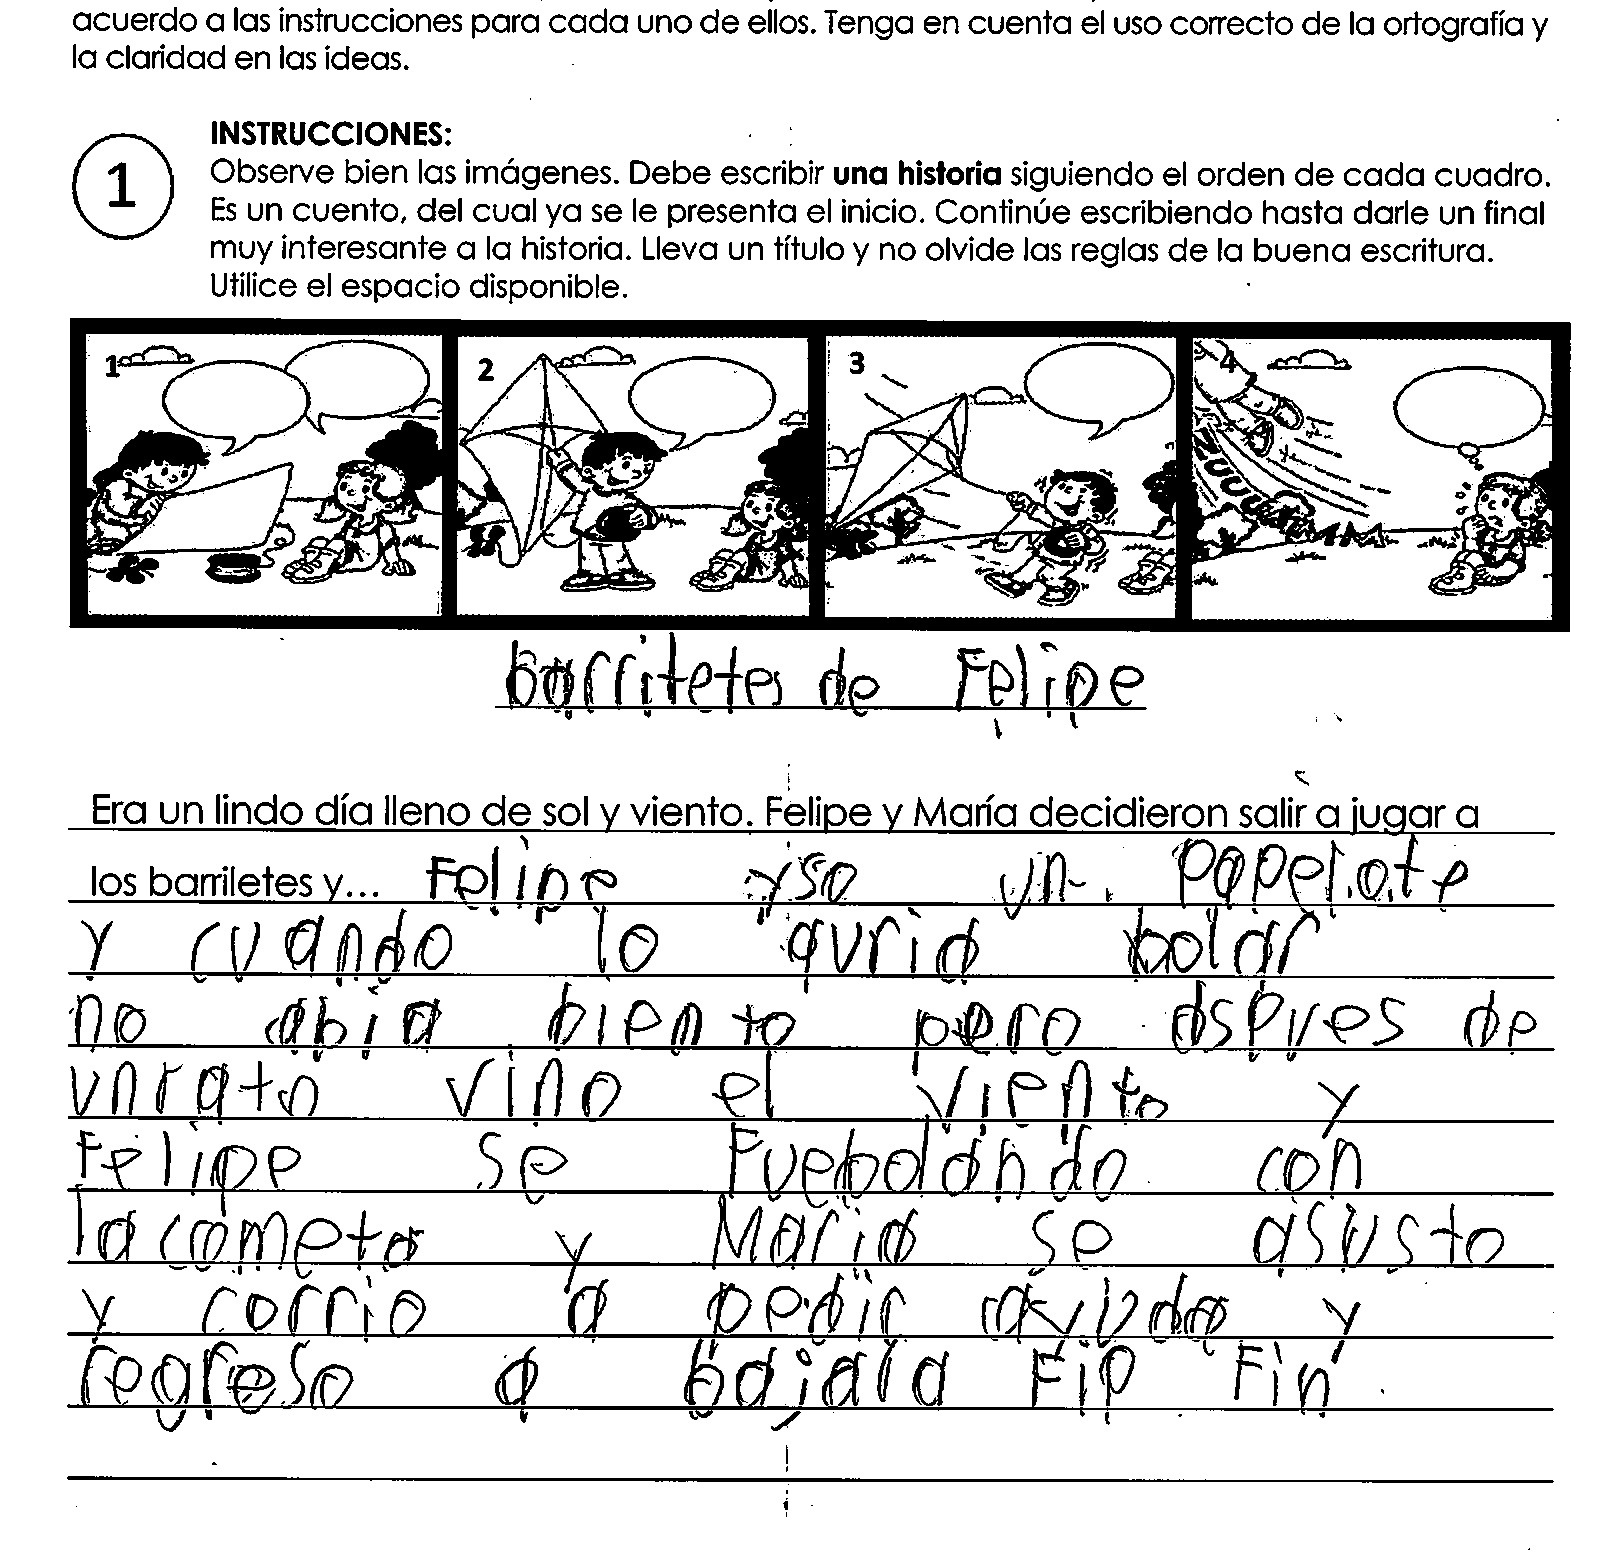 acuerdo a las instrucciones para cada uno de ellos. Tenga en cuenta el uso correcto de la ortografía y
la claridad en las ideas.
1
INSTRUCCIONES:
Observe bien las imágenes. Debe escribir una historia siguiendo el orden de cada cuadro.
Es un cuento, del cual ya se le presenta el inicio. Continúe escribiendo hasta darle un final
muy interesante a la historia. Lleva un título y no olvide las reglas de la buena escritura.
Utilice el espacio disponible.
1 2 3 4
barritetes de Felipe
Era un lindo día lleno de sol y viento. Felipe y María decidieron salir a jugar a
los barriletes y... Felipe yso un papelote
y cuando lo quria bolar
no abia biento pero dspues de
unrato vino el viento y
Felipe se Fuebolando con
lacometa y Maria se asusto
y corrio a pedir ayuda y
regreso a Fin